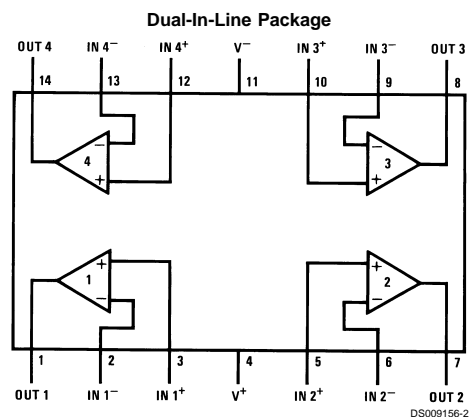 Dual-In-Line Package
OUT 4 IN 4⁻ IN 4⁺ V⁻ IN 3⁺ IN 3⁻ OUT 3
14 13 12 11 10 9 8
− −
4 3
+ +
+ +
1 2
− −
1 2 3 4 5 6 7
OUT 1 IN 1⁻ IN 1⁺ V⁺ IN 2⁺ IN 2⁻ OUT 2
DS009156-2